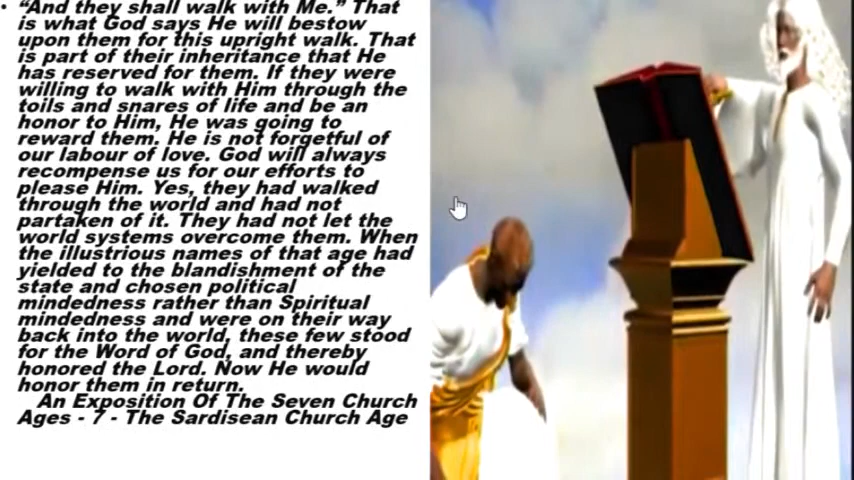 • “And they shall walk with Me.” That
is what God says He will bestow
upon them for this upright walk. That
is part of their inheritance that He
has reserved for them. If they were
willing to walk with Him through the
toils and snares of life and be an
honor to Him, He was going to
reward them. He is not forgetful of
our labour of love. God will always
recompense us for our efforts to
please Him. Yes, they had walked
through the world and had not
partaken of it. They had not let the
world systems overcome them. When
the illustrious names of that age had
yielded to the blandishment of the
state and chosen political
mindedness rather than Spiritual
mindedness and were on their way
back into the world, these few stood
for the Word of God, and thereby
honored the Lord. Now He would
honor them in return.
An Exposition Of The Seven Church
Ages - 7 - The Sardisean Church Age